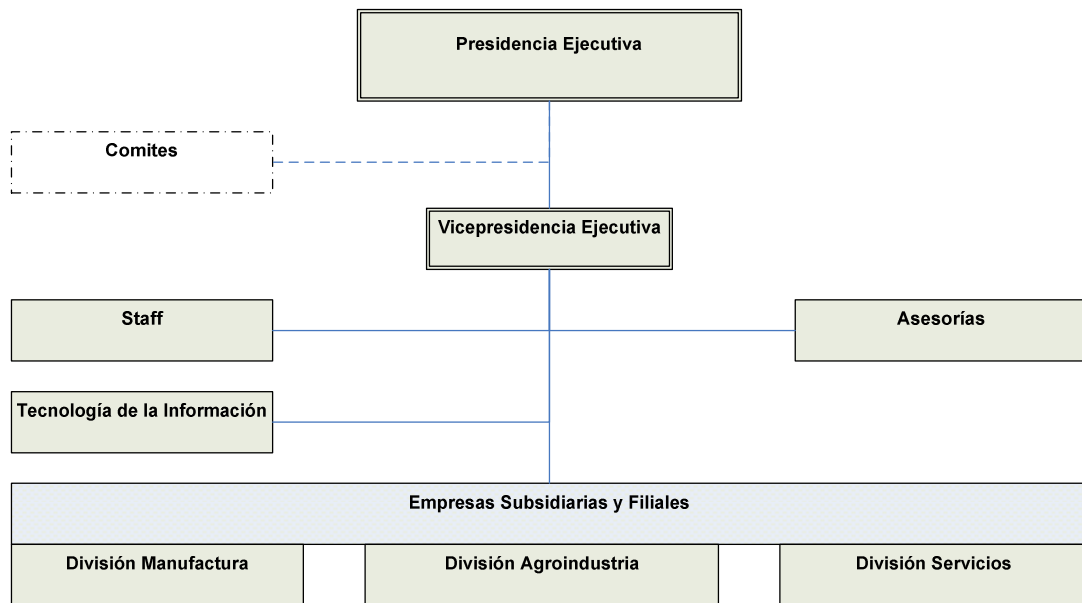 Presidencia Ejecutiva
Comites
Vicepresidencia Ejecutiva
Staff
Asesorías
Tecnología de la Información
Empresas Subsidiarias y Filiales
División Manufactura
División Agroindustria
División Servicios